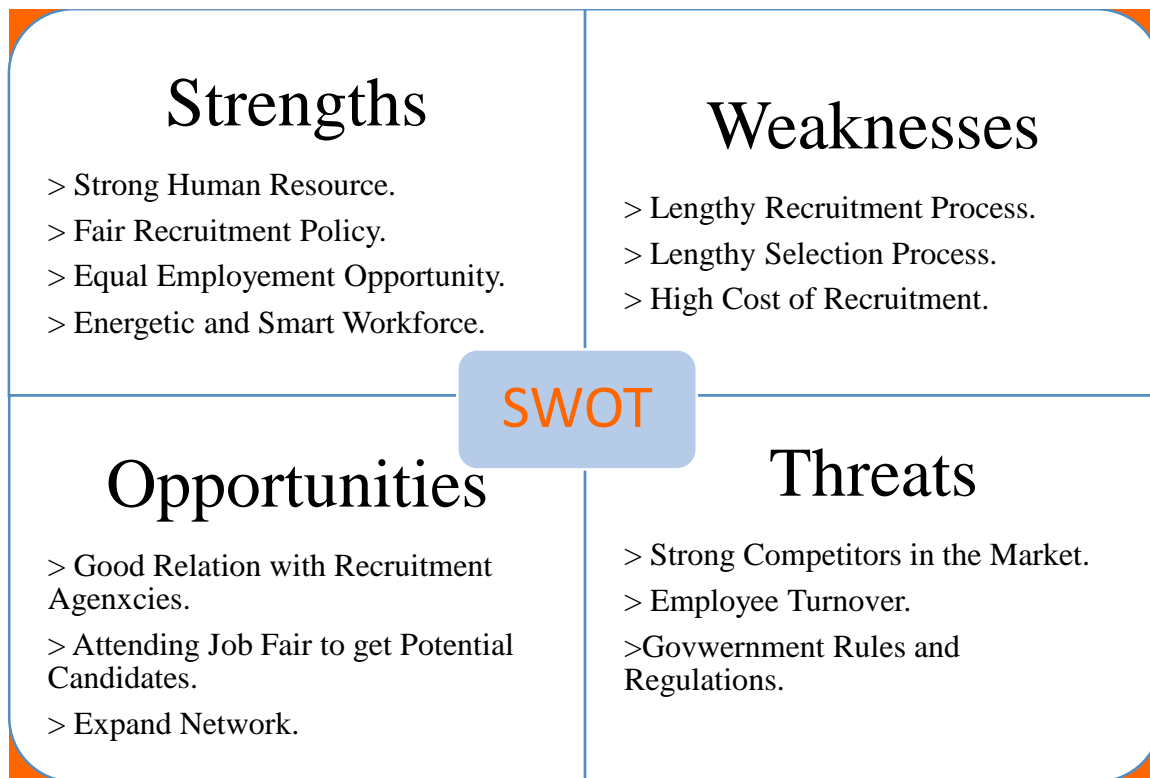 Strengths
> Strong Human Resource.
> Fair Recruitment Policy.
> Equal Employement Opportunity.
> Energetic and Smart Workforce.
Weaknesses
> Lengthy Recruitment Process.
> Lengthy Selection Process.
> High Cost of Recruitment.
SWOT
Opportunities
> Good Relation with Recruitment
Agenxcies.
> Attending Job Fair to get Potential
Candidates.
> Expand Network.
Threats
> Strong Competitors in the Market.
> Employee Turnover.
>Govwernment Rules and
Regulations.